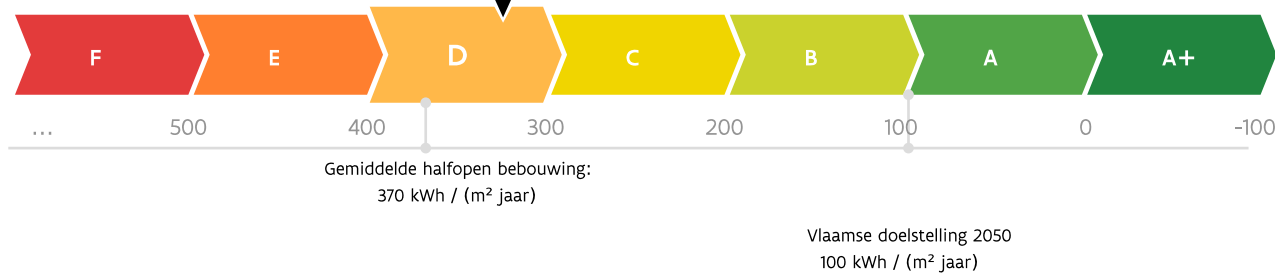 F E D C B A A+
... 500 400 300 200 100 0 -100
Gemiddelde halfopen bebouwing:
370 kWh / (m² jaar)
Vlaamse doelstelling 2050
100 kWh / (m² jaar)